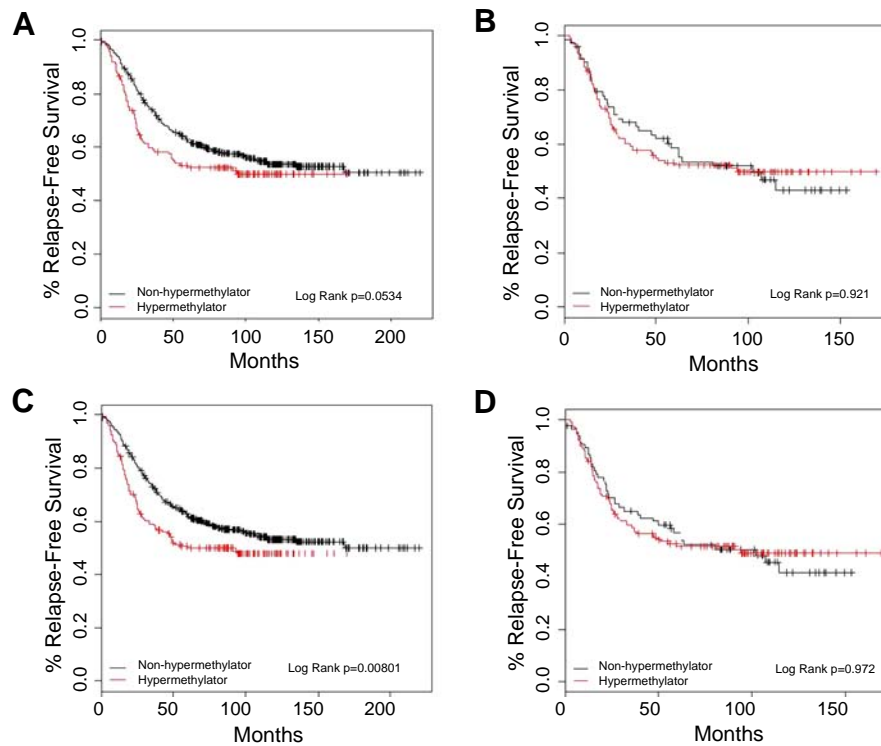 A
% Relapse-Free Survival
1.0
0.8
0.6
0.4
0.2
0.0
Non-hypermethylator
Hypermethylator
Log Rank p=0.0534
0 50 100 150 200
Months
B
% Relapse-Free Survival
1.0
0.8
0.6
0.4
0.2
0.0
Non-hypermethylator
Hypermethylator
Log Rank p=0.921
0 50 100 150
Months
C
% Relapse-Free Survival
1.0
0.8
0.6
0.4
0.2
0.0
Non-hypermethylator
Hypermethylator
Log Rank p=0.00801
0 50 100 150 200
Months
D
% Relapse-Free Survival
1.0
0.8
0.6
0.4
0.2
0.0
Non-hypermethylator
Hypermethylator
Log Rank p=0.972
0 50 100 150
Months